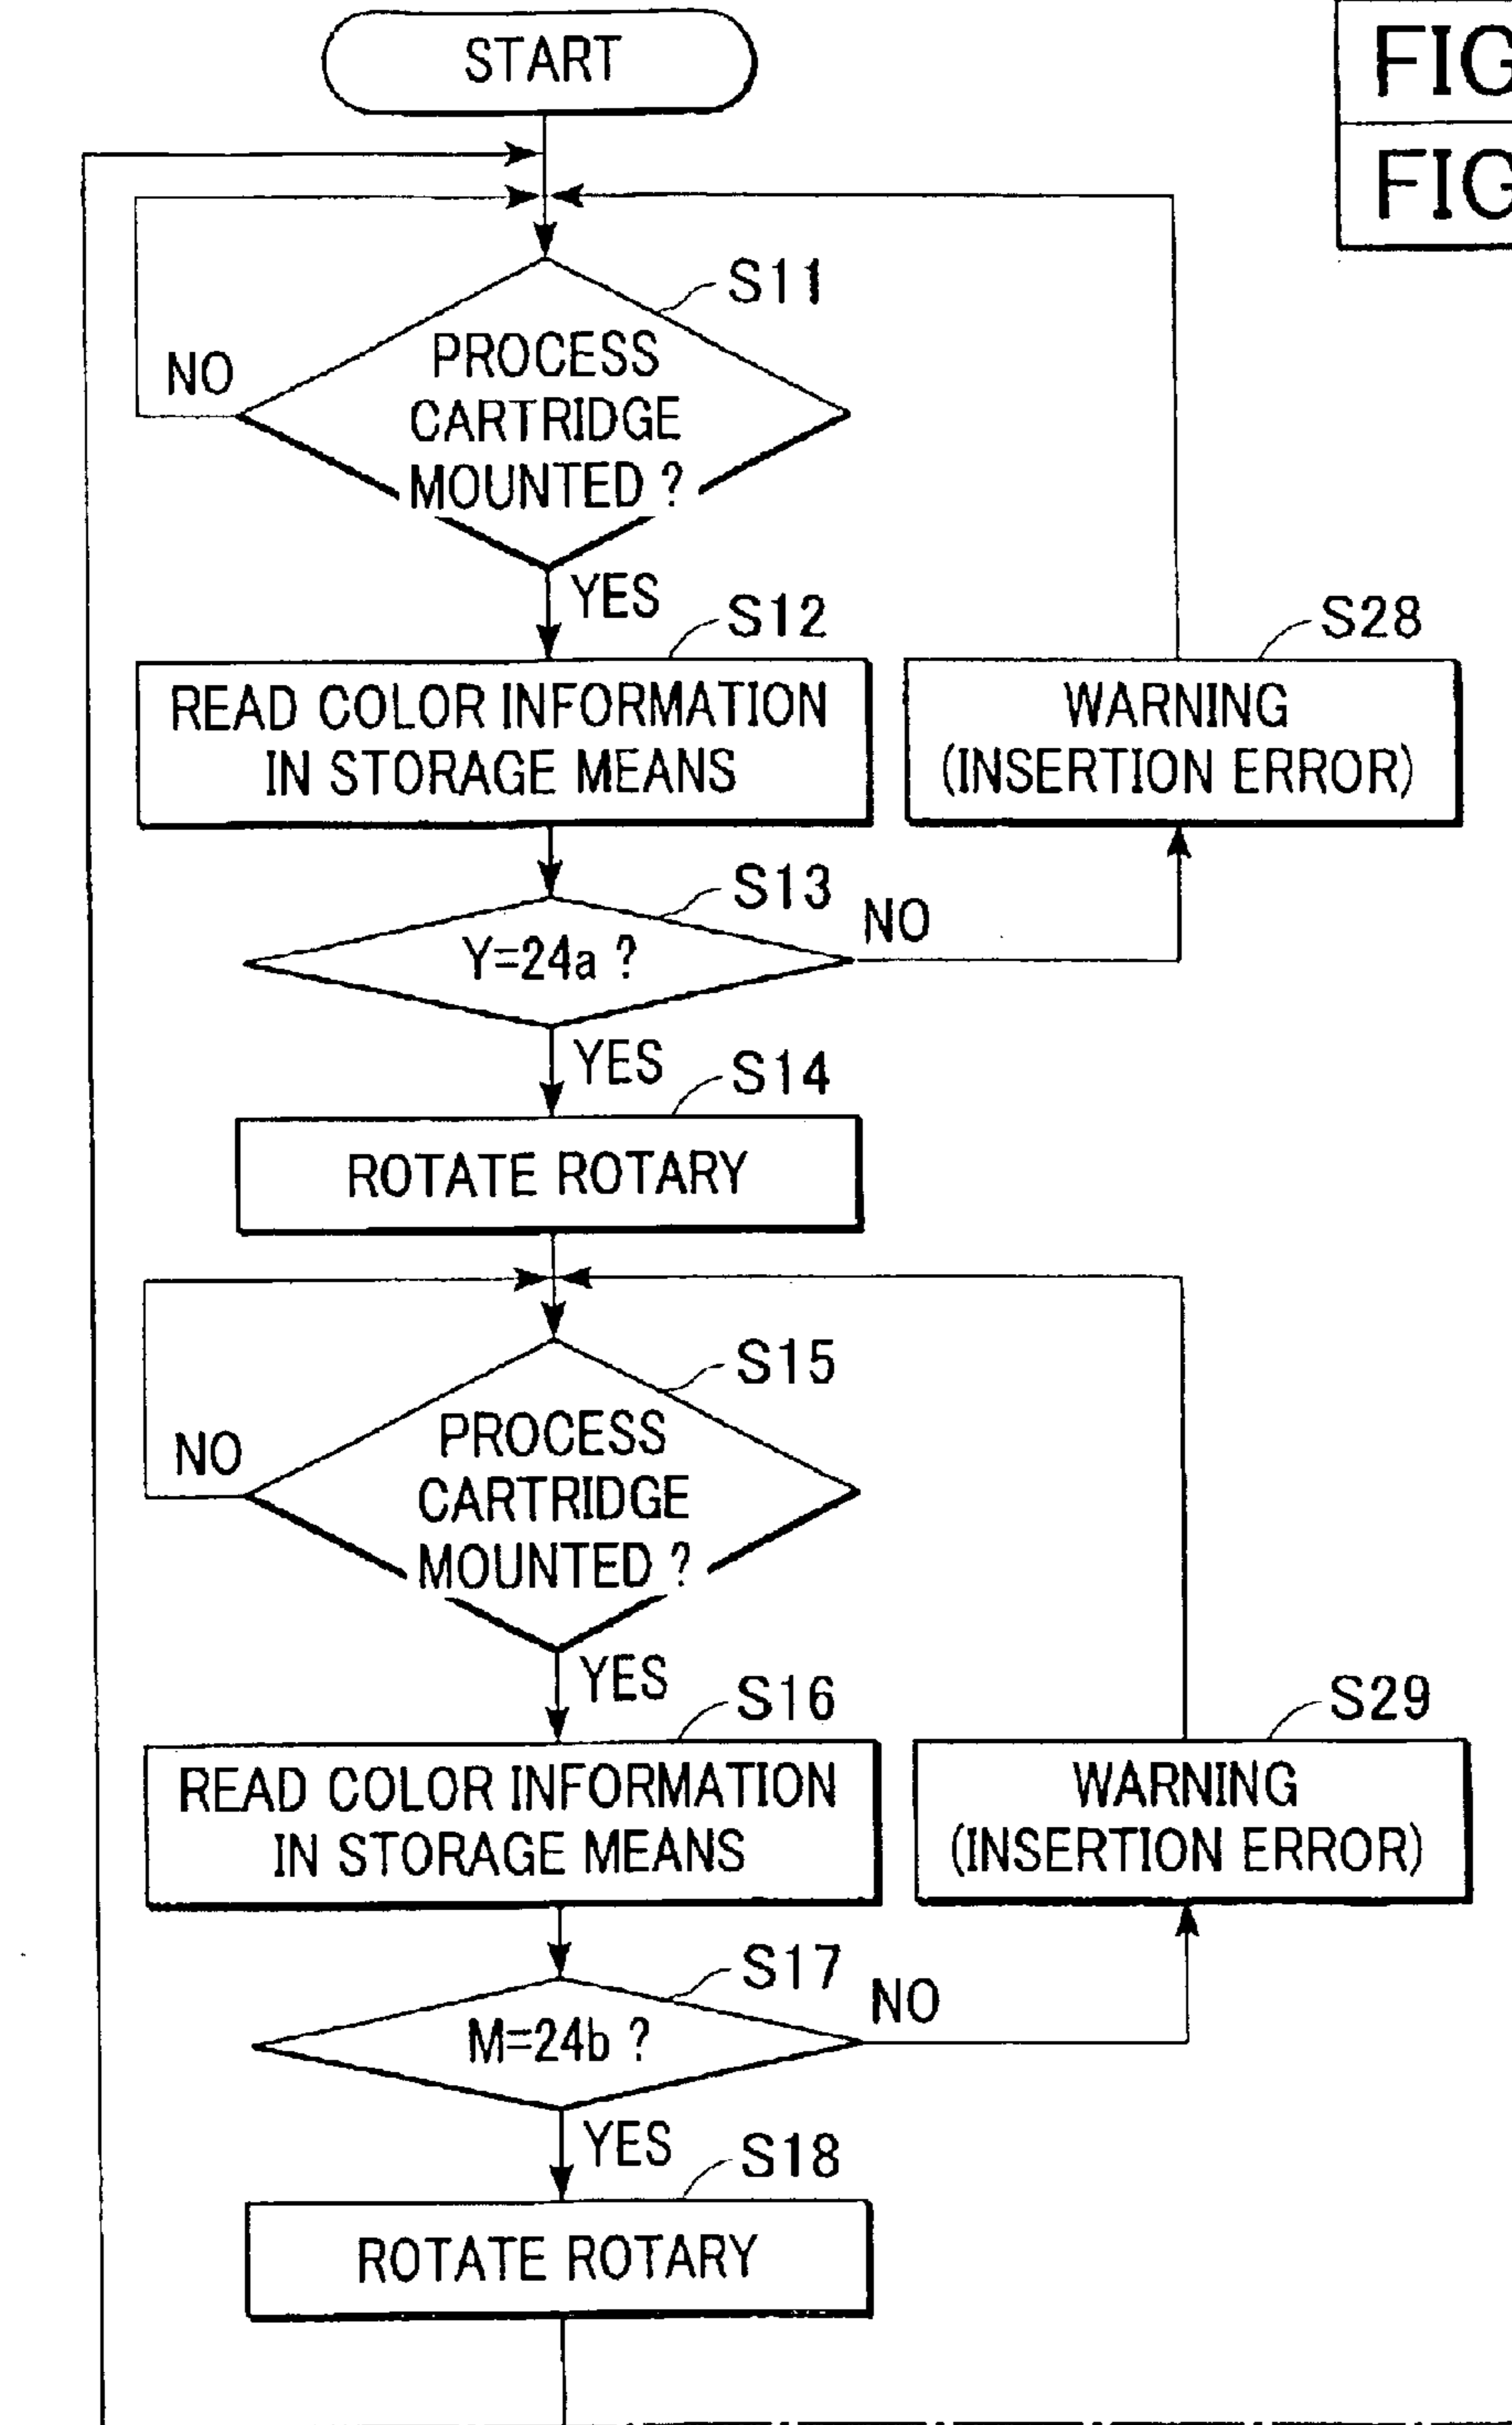 START
FIG
FIG
S11
PROCESS
CARTRIDGE
MOUNTED ?
NO
YES
S12
READ COLOR INFORMATION
IN STORAGE MEANS
S28
WARNING
(INSERTION ERROR)
S13
Y=24a ?
NO
YES
S14
ROTATE ROTARY
S15
PROCESS
CARTRIDGE
MOUNTED ?
NO
YES
S16
READ COLOR INFORMATION
IN STORAGE MEANS
S29
WARNING
(INSERTION ERROR)
S17
M=24b ?
NO
YES
S18
ROTATE ROTARY